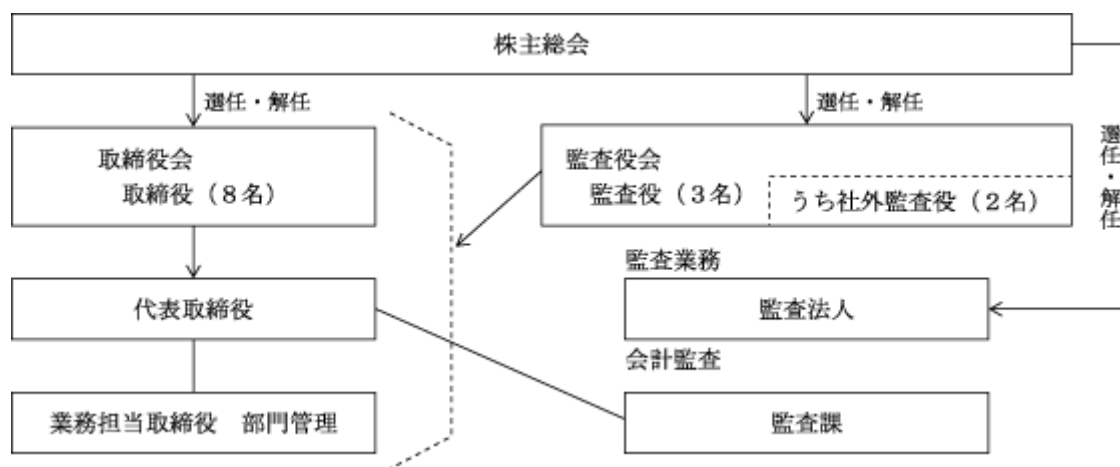 株主総会
選任・解任
選任・解任
選任・解任
取締役会
取締役（８名）
監査役会
監査役（３名）
うち社外監査役（２名）
監査業務
代表取締役
監査法人
会計監査
業務担当取締役　部門管理
監査課